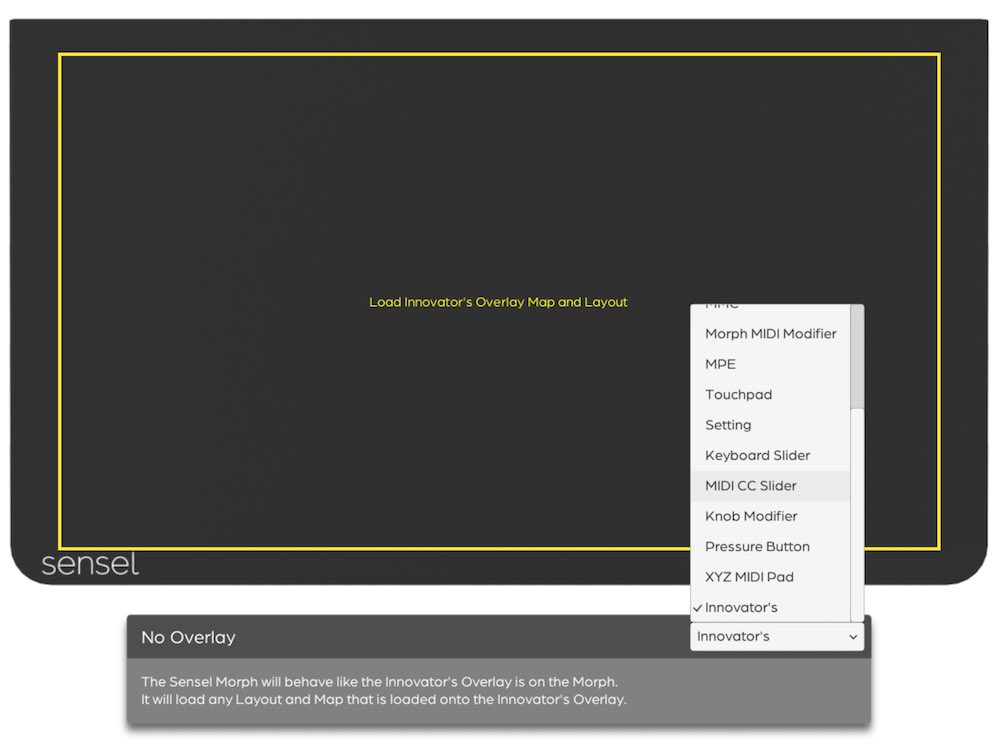 Load Innovator's Overlay Map and Layout
MMC
Morph MIDI Modifier
MPE
Touchpad
Setting
Keyboard Slider
MIDI CC Slider
Knob Modifier
Pressure Button
XYZ MIDI Pad
✓ Innovator's
sensel
No Overlay
Innovator's
The Sensel Morph will behave like the Innovator's Overlay is on the Morph.
It will load any Layout and Map that is loaded onto the Innovator's Overlay.